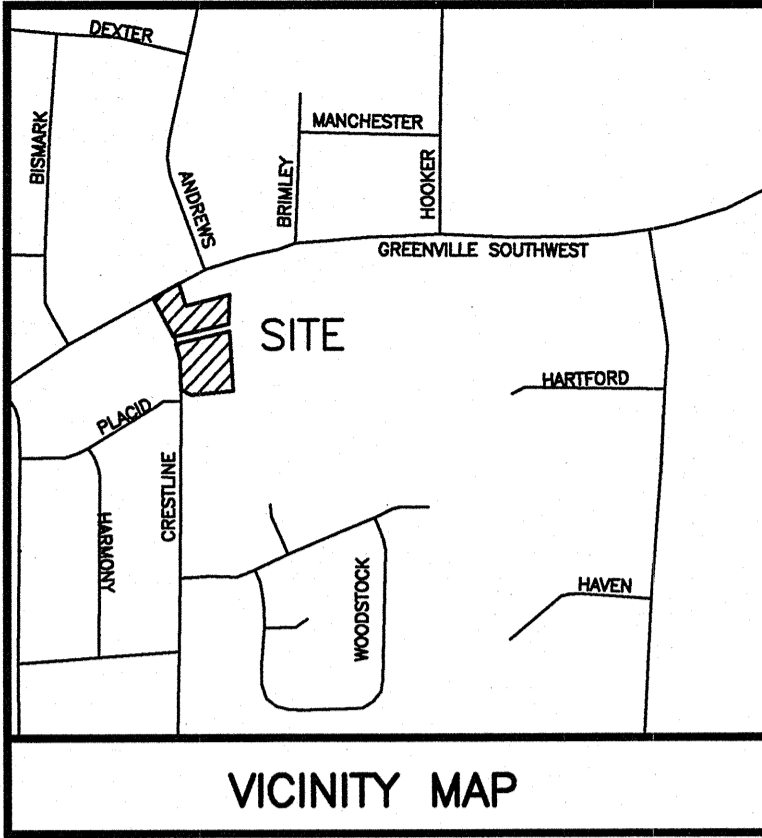 DEXTER
BISMARK
MANCHESTER
ANDREWS
BRIMLEY
HOOKER
GREENVILLE SOUTHWEST
SITE
HARTFORD
PLACID
CRESTLINE
HARMONY
WOODSTOCK
HAVEN
VICINITY MAP